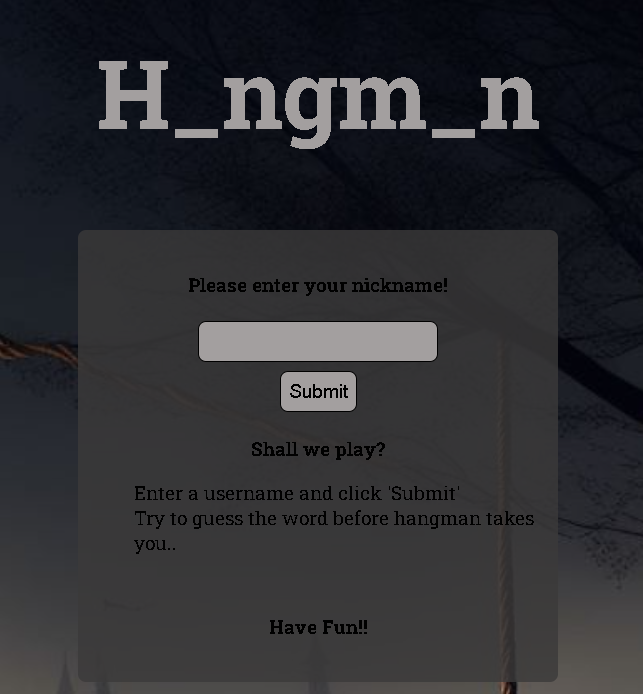 H_ngm_n
Please enter your nickname!
Submit
Shall we play?
Enter a username and click 'Submit'
Try to guess the word before hangman takes
you..
Have Fun!!